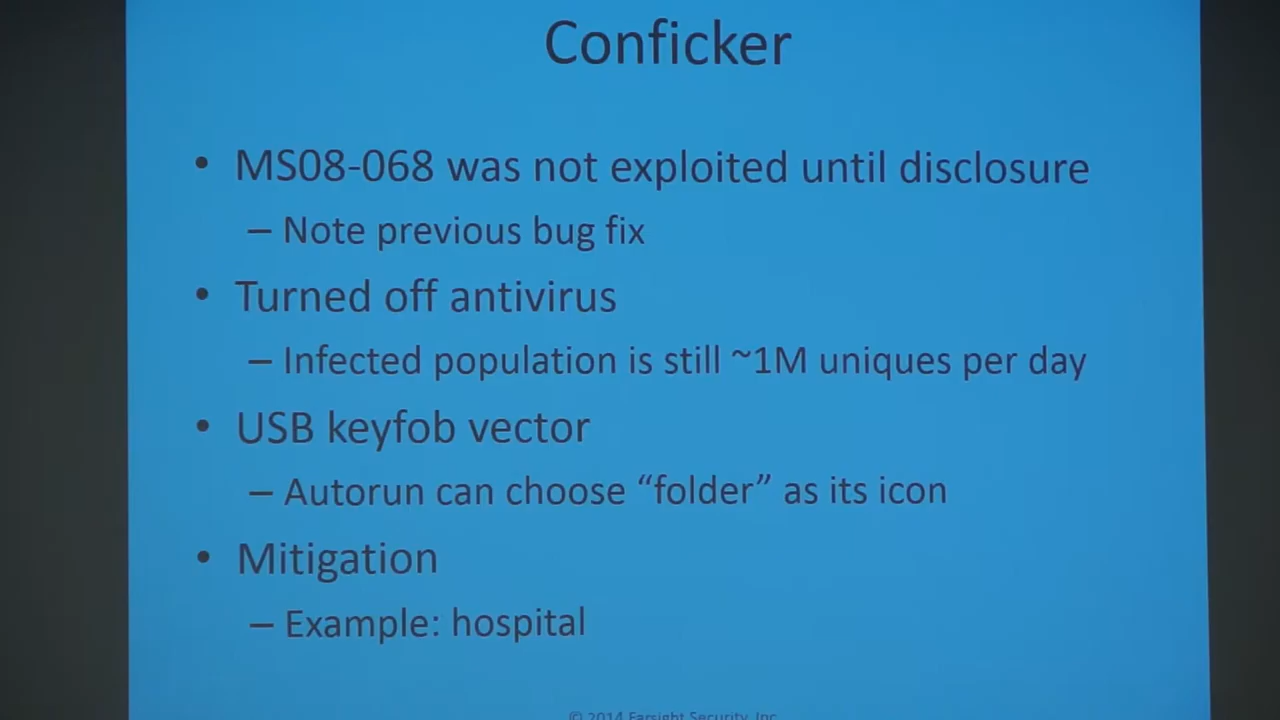 Conficker
• MS08-068 was not exploited until disclosure
– Note previous bug fix
• Turned off antivirus
– Infected population is still ~1M uniques per day
• USB keyfob vector
– Autorun can choose “folder” as its icon
• Mitigation
– Example: hospital
© 2014 Farsight Security, Inc.